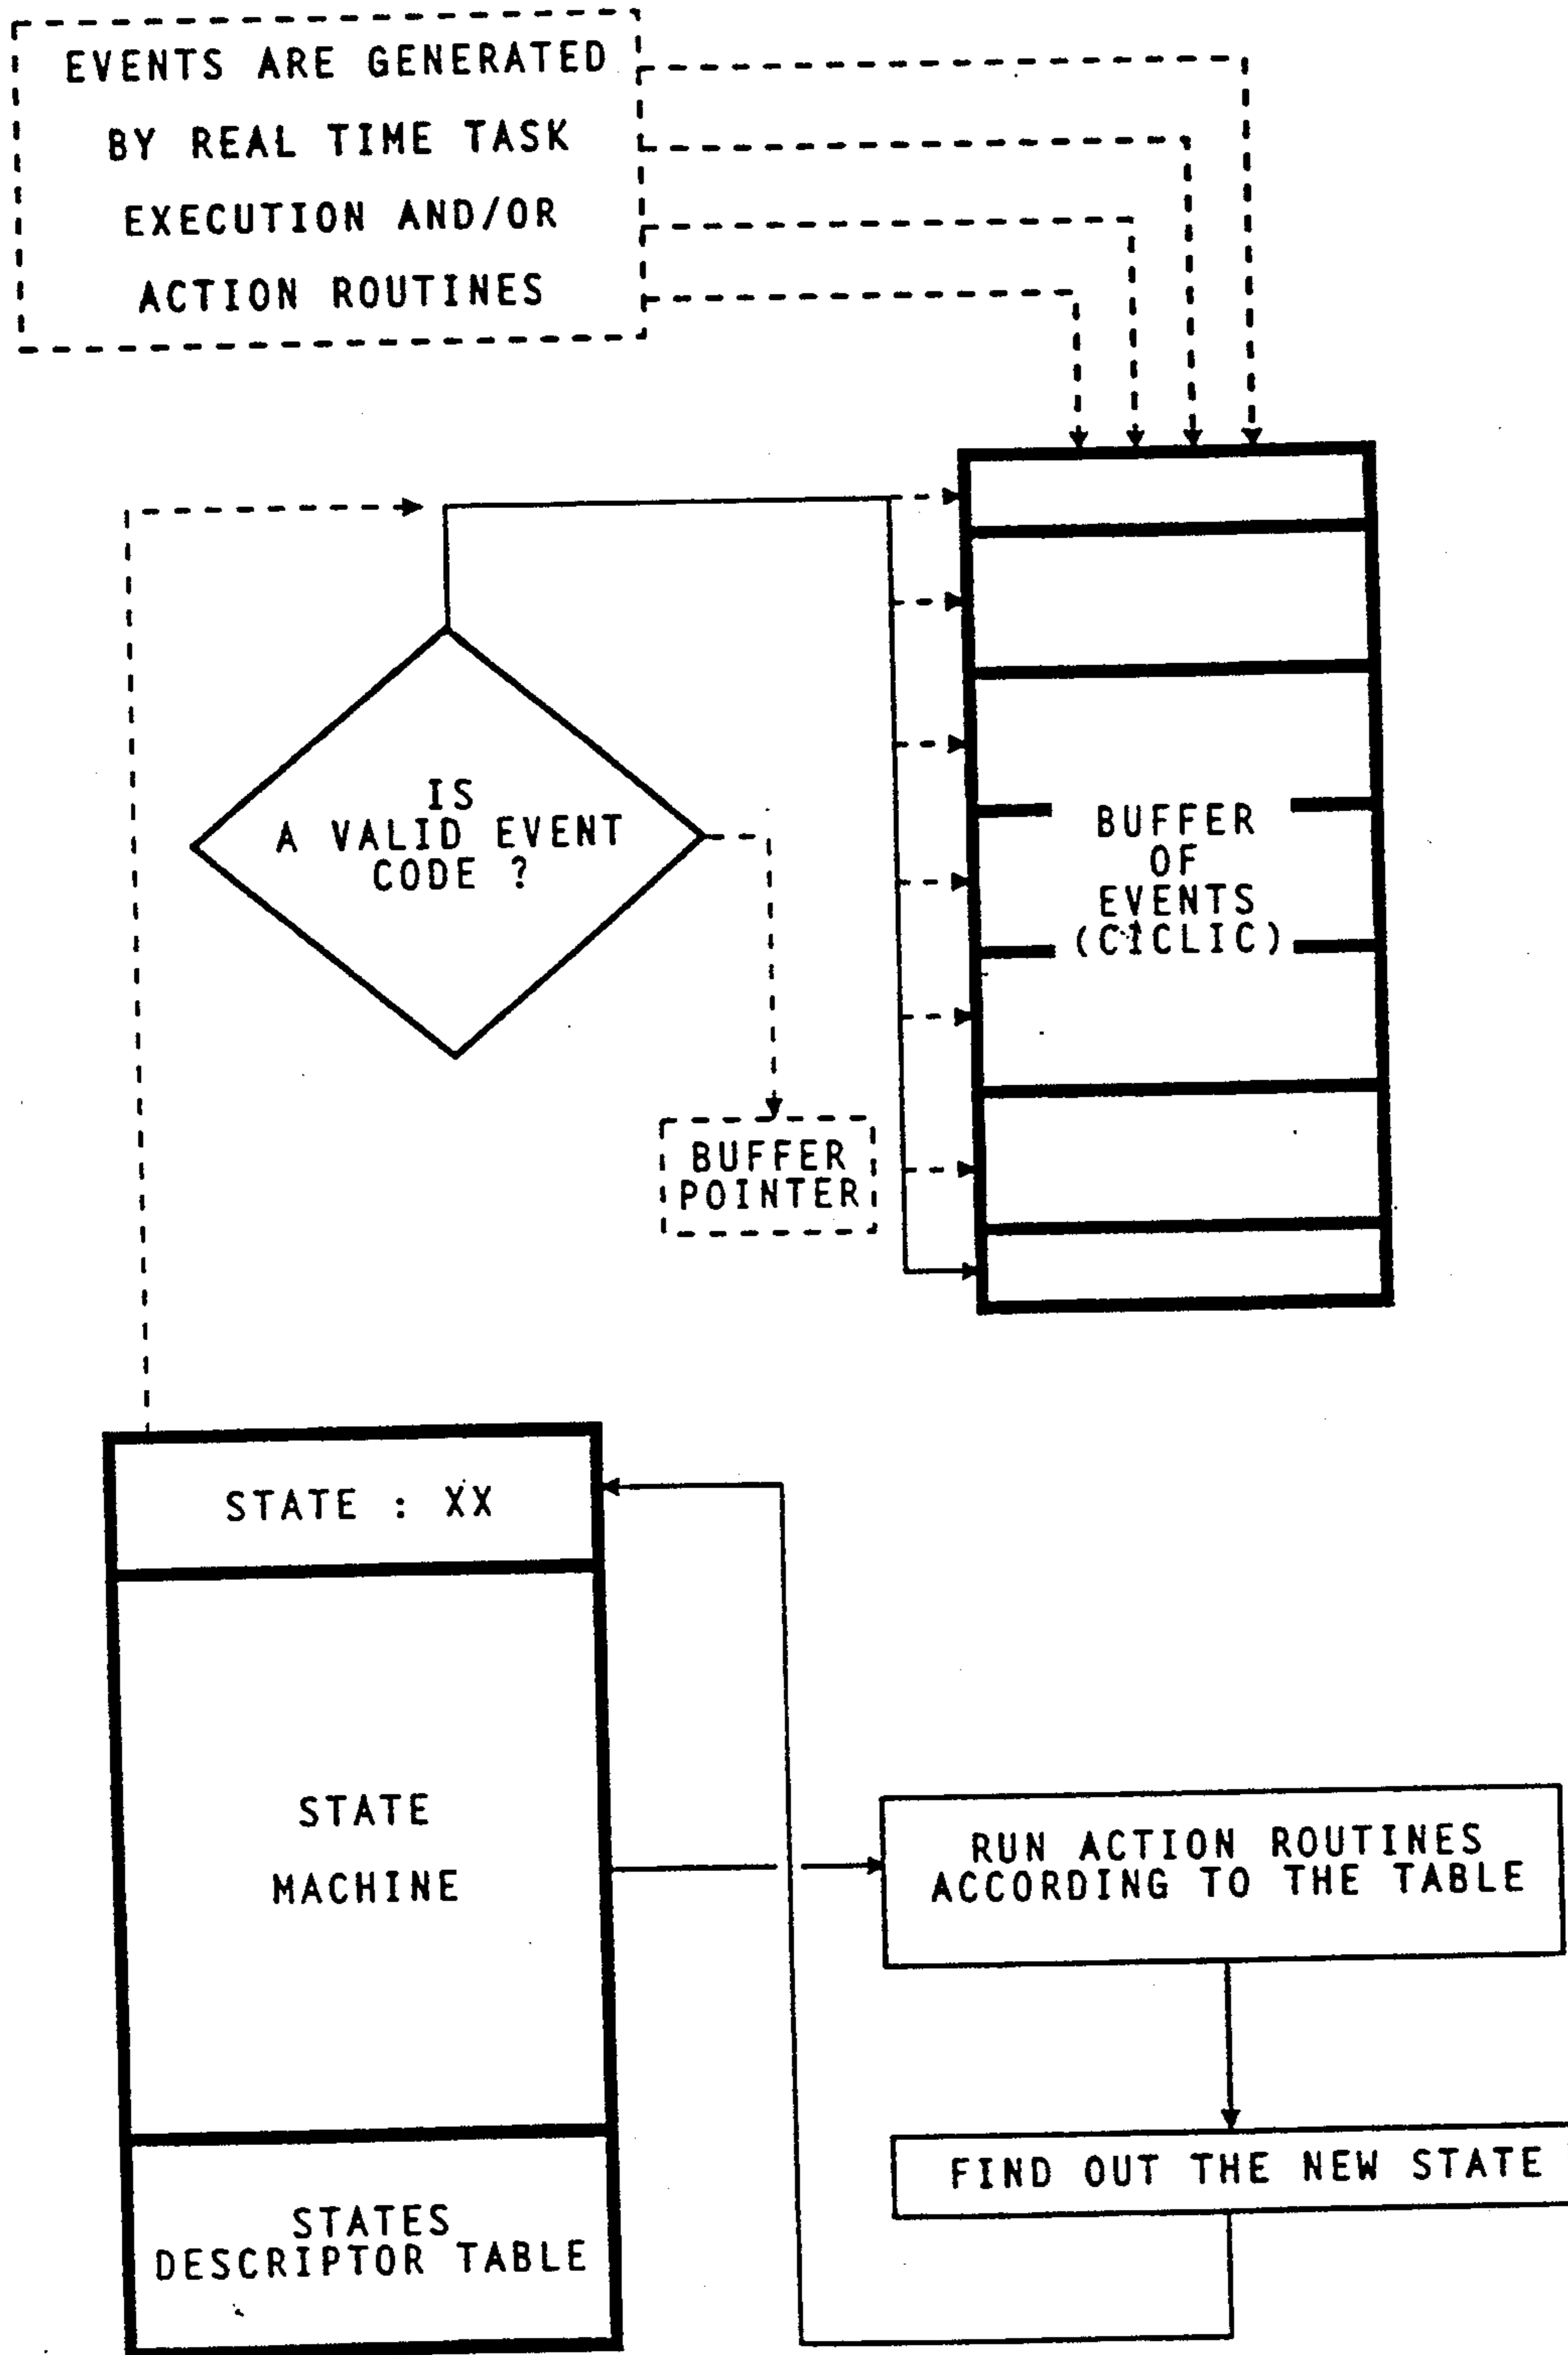 EVENTS ARE GENERATED
BY REAL TIME TASK
EXECUTION AND/OR
ACTION ROUTINES
IS
A VALID EVENT
CODE ?
BUFFER
OF
EVENTS
(CICLIC)
BUFFER
POINTER
STATE : XX
STATE
MACHINE
RUN ACTION ROUTINES
ACCORDING TO THE TABLE
FIND OUT THE NEW STATE
STATES
DESCRIPTOR TABLE